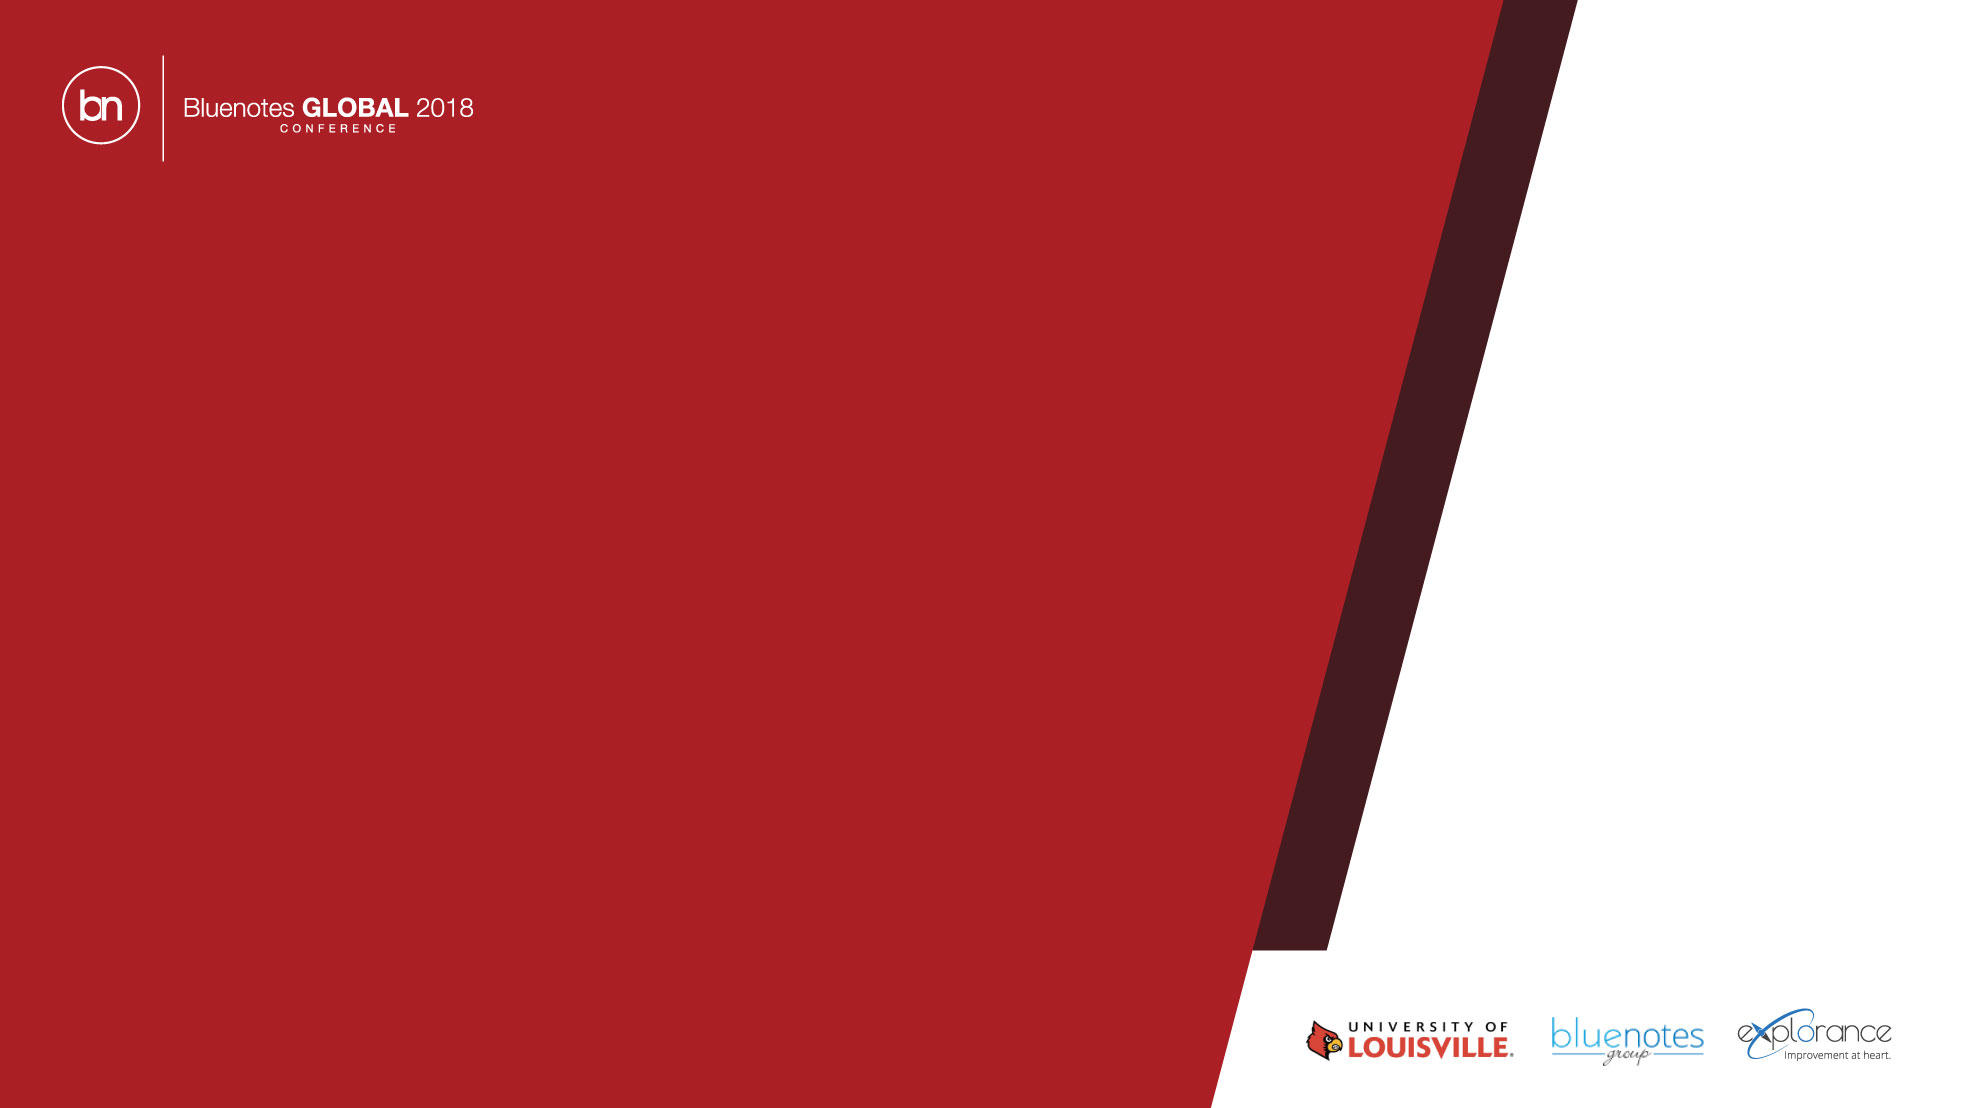 bn
Bluenotes GLOBAL 2018
CONFERENCE
UNIVERSITY OF
LOUISVILLE.
bluenotes
group
explorance
Improvement at heart.